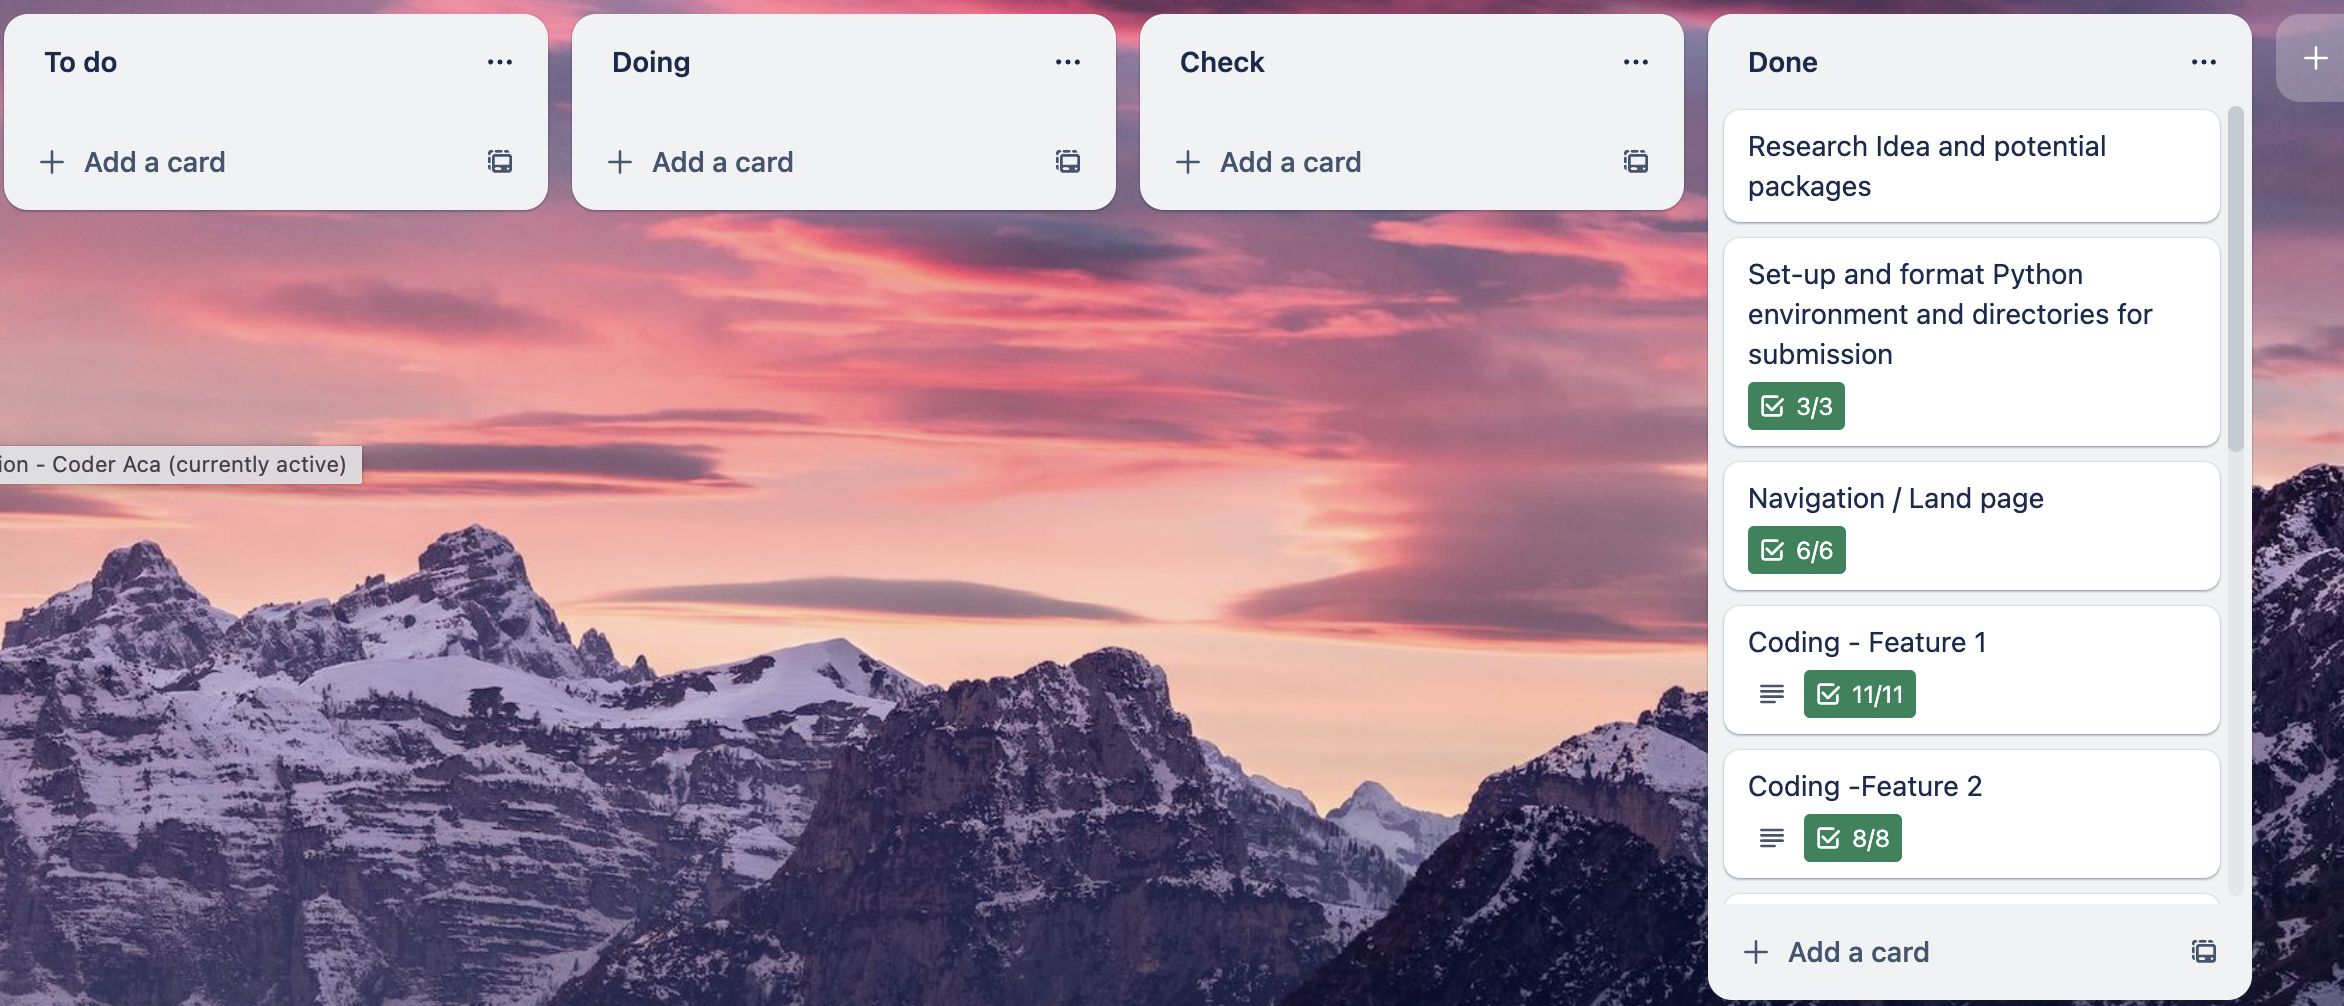 To do
Add a card
Doing
Add a card
Check
Add a card
Done
Research Idea and potential
packages
Set-up and format Python
environment and directories for
submission
3/3
Navigation / Land page
6/6
Coding - Feature 1
11/11
Coding -Feature 2
8/8
Add a card
ion - Coder Aca (currently active)